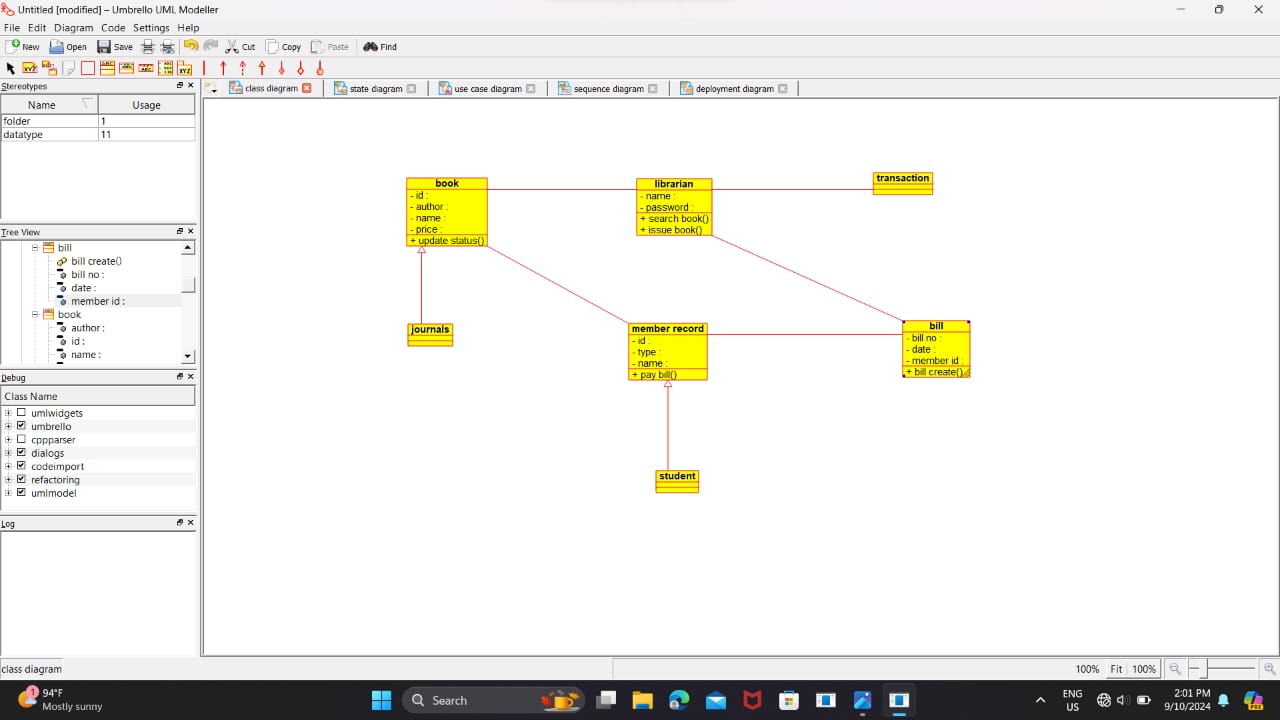 Untitled [modified] – Umbrello UML Modeller
File Edit Diagram Code Settings Help
New Open Save Cut Copy Paste Find
Stereotypes
Name Usage
folder 1
datatype 11
Tree View
bill
bill create()
bill no :
date :
member id :
book
author :
id :
name :
Debug
Class Name
umlwidgets
umbrello
cppparser
dialogs
codeimport
refactoring
umlmodel
Log
class diagram state diagram use case diagram sequence diagram deployment diagram
book
- id :
- author :
- name :
- price :
+ update status()
librarian
- name :
- password :
+ search book()
+ issue book()
transaction
journals
member record
- id :
- type :
- name :
+ pay bill()
bill
- bill no :
- date :
- member id :
+ bill create()
student
class diagram
100% Fit 100%
1
94°F
Mostly sunny
Search
ENG
US
2:01 PM
9/10/2024